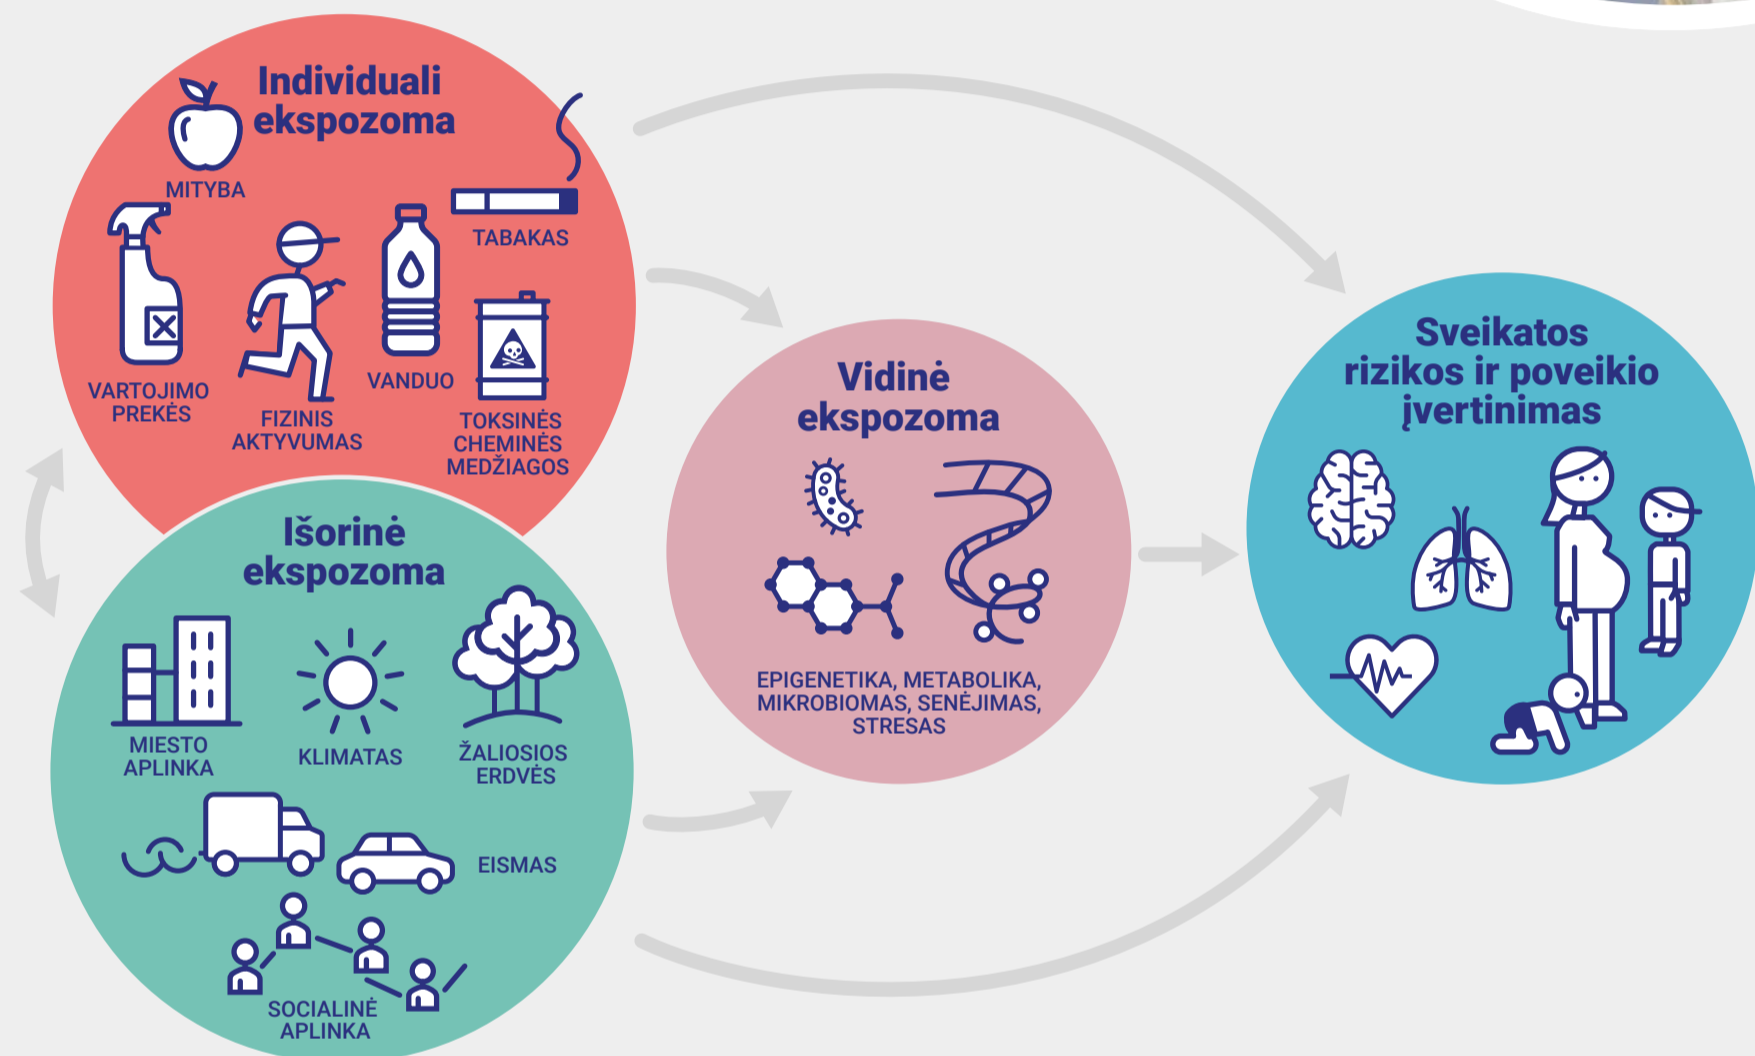 Individuali
ekspozoma
MITYBA
TABAKAS
VARTOJIMO
PREKĖS
FIZINIS
AKTYVUMAS
VANDUO
TOKSINĖS
CHEMINĖS
MEDŽIAGOS
Išorinė
ekspozoma
MIESTO
APLINKA
KLIMATAS
ŽALIOSIOS
ERDVĖS
EISMAS
SOCIALINĖ
APLINKA
Vidinė
ekspozoma
EPIGENETIKA, METABOLIKA,
MIKROBIOMAS, SENĖJIMAS,
STRESAS
Sveikatos
rizikos ir poveikio
įvertinimas